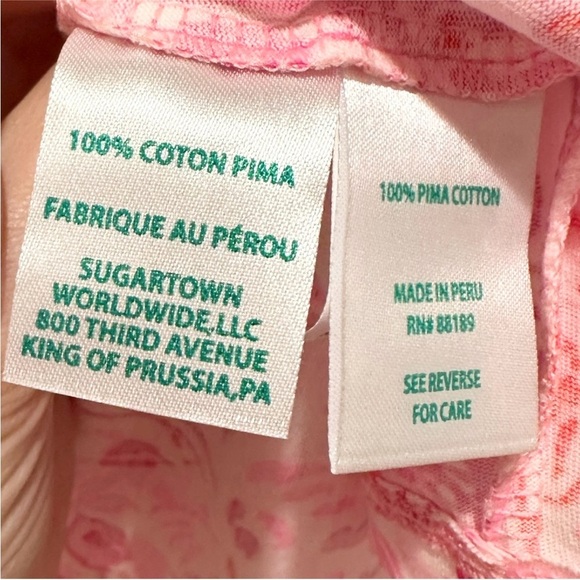 100% COTON PIMA
FABRIQUE AU PÉROU
SUGARTOWN
WORLDWIDE,LLC
800 THIRD AVENUE
KING OF PRUSSIA,PA
100% PIMA COTTON
MADE IN PERU
RN# 88189
SEE REVERSE
FOR CARE